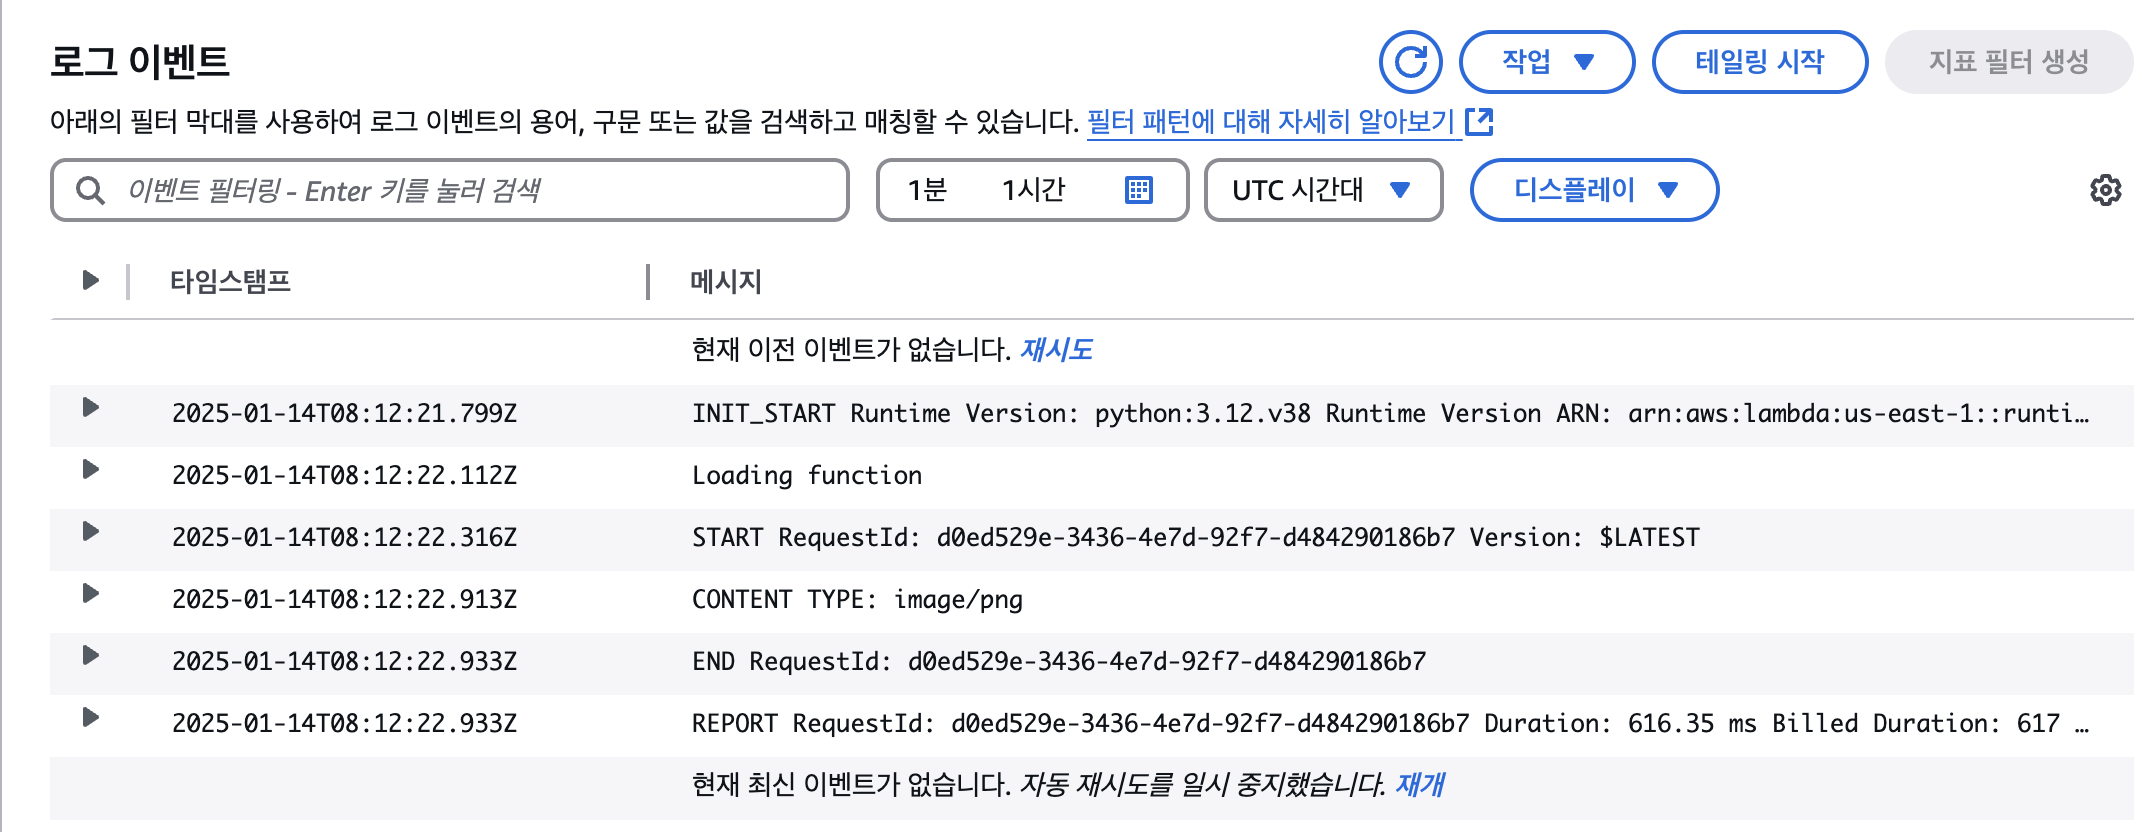 로그 이벤트
작업
테일링 시작
지표 필터 생성
아래의 필터 막대를 사용하여 로그 이벤트의 용어, 구문 또는 값을 검색하고 매칭할 수 있습니다. 필터 패턴에 대해 자세히 알아보기
이벤트 필터링 - Enter 키를 눌러 검색
1분 1시간
UTC 시간대
디스플레이
타임스탬프 메시지
현재 이전 이벤트가 없습니다. 재시도
2025-01-14T08:12:21.799Z INIT_START Runtime Version: python:3.12.v38 Runtime Version ARN: arn:aws:lambda:us-east-1::runti…
2025-01-14T08:12:22.112Z Loading function
2025-01-14T08:12:22.316Z START RequestId: d0ed529e-3436-4e7d-92f7-d484290186b7 Version: $LATEST
2025-01-14T08:12:22.913Z CONTENT TYPE: image/png
2025-01-14T08:12:22.933Z END RequestId: d0ed529e-3436-4e7d-92f7-d484290186b7
2025-01-14T08:12:22.933Z REPORT RequestId: d0ed529e-3436-4e7d-92f7-d484290186b7 Duration: 616.35 ms Billed Duration: 617 …
현재 최신 이벤트가 없습니다. 자동 재시도를 일시 중지했습니다. 재개